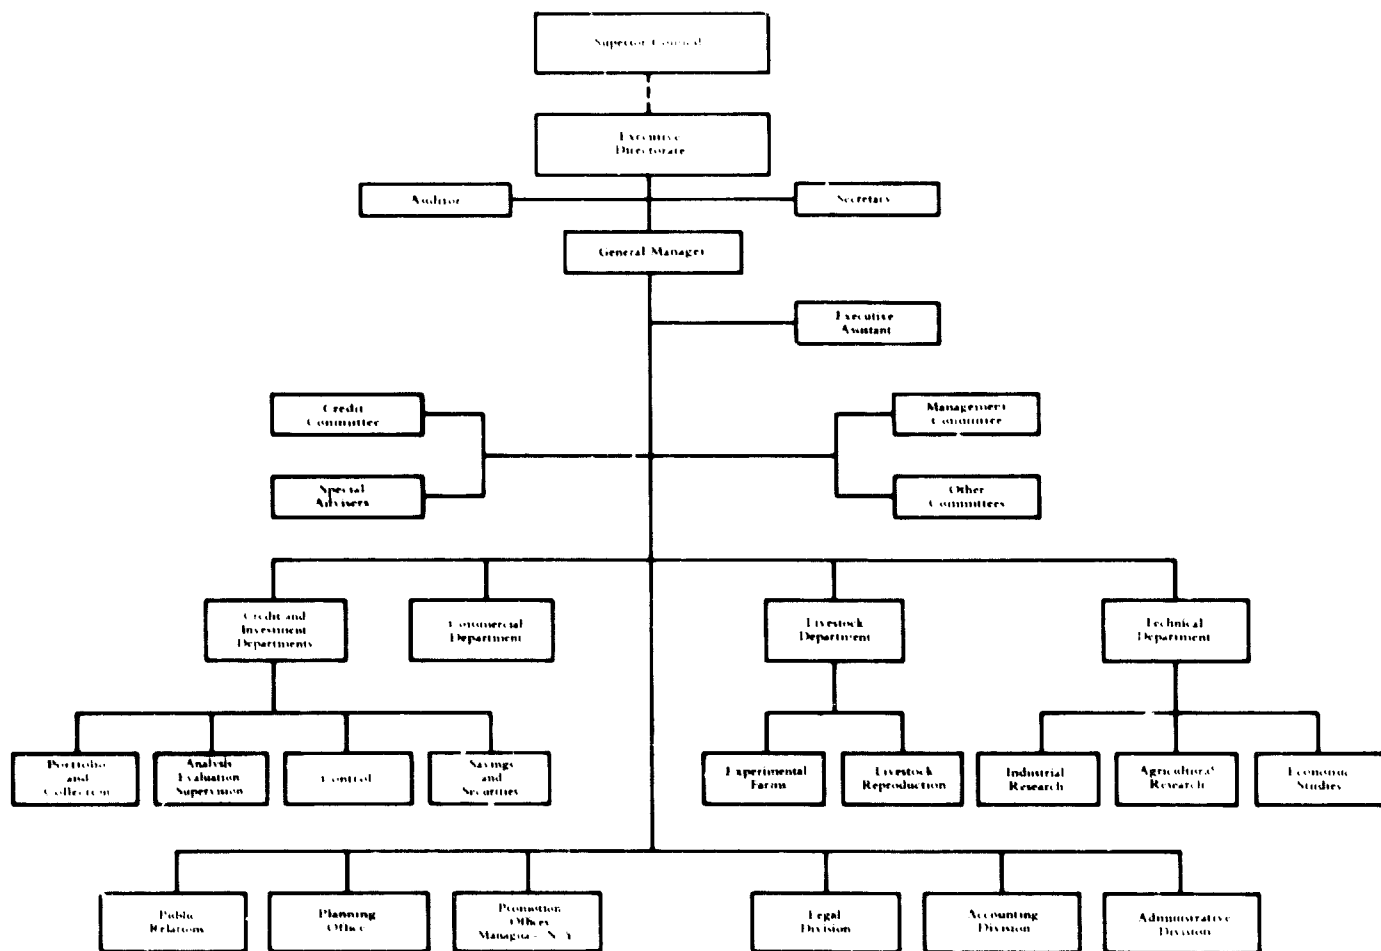 Superior Council
Executive
Directorate
Auditor
Secretary
General Manager
Executive
Assistant
Credit
Committee
Management
Committee
Special
Advisers
Other
Committees
Credit and
Investment
Departments
Commercial
Department
Livestock
Department
Technical
Department
Portfolio
and
Collection
Analysis
Evaluation
Supervision
Control
Savings
and
Securities
Experimental
Farms
Livestock
Reproduction
Industrial
Research
Agricultural
Research
Economic
Studies
Public
Relations
Planning
Office
Promotion
Offices
Managua - N.Y.
Legal
Division
Accounting
Division
Administrative
Division